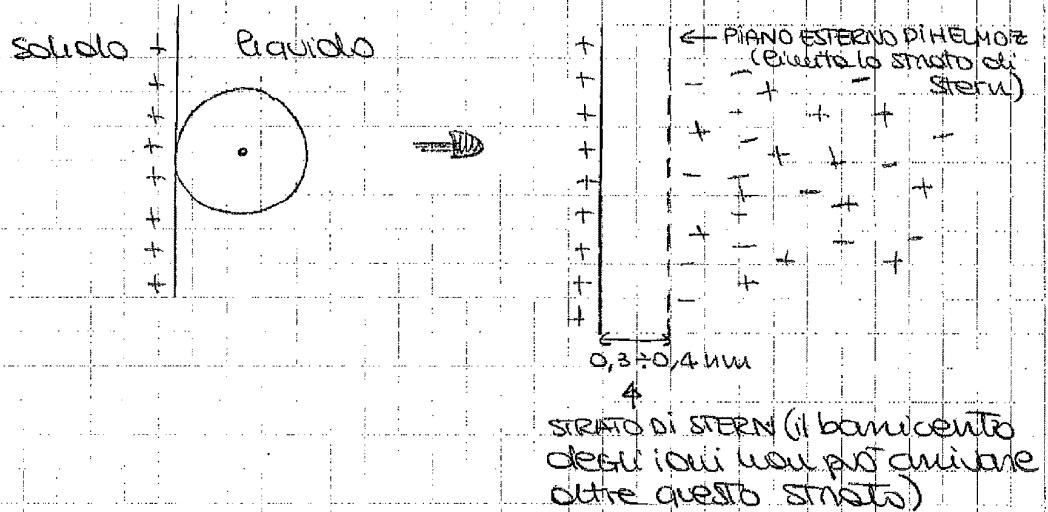 solido
liquido
← PIANO ESTERNO DI HELMOTZ
(limita lo strato di
Stern)
0,3÷0,4 nm
STRATO DI STERN (il baricentro
degli ioni non può arrivare
oltre questo strato)